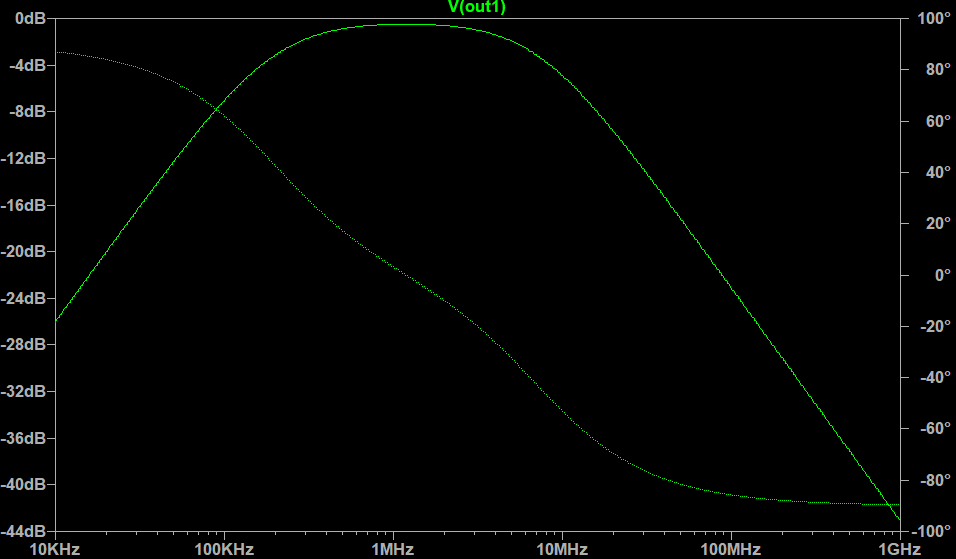 V(out1)
0dB
-4dB
-8dB
-12dB
-16dB
-20dB
-24dB
-28dB
-32dB
-36dB
-40dB
-44dB
100°
80°
60°
40°
20°
0°
-20°
-40°
-60°
-80°
-100°
10KHz 100KHz 1MHz 10MHz 100MHz 1GHz